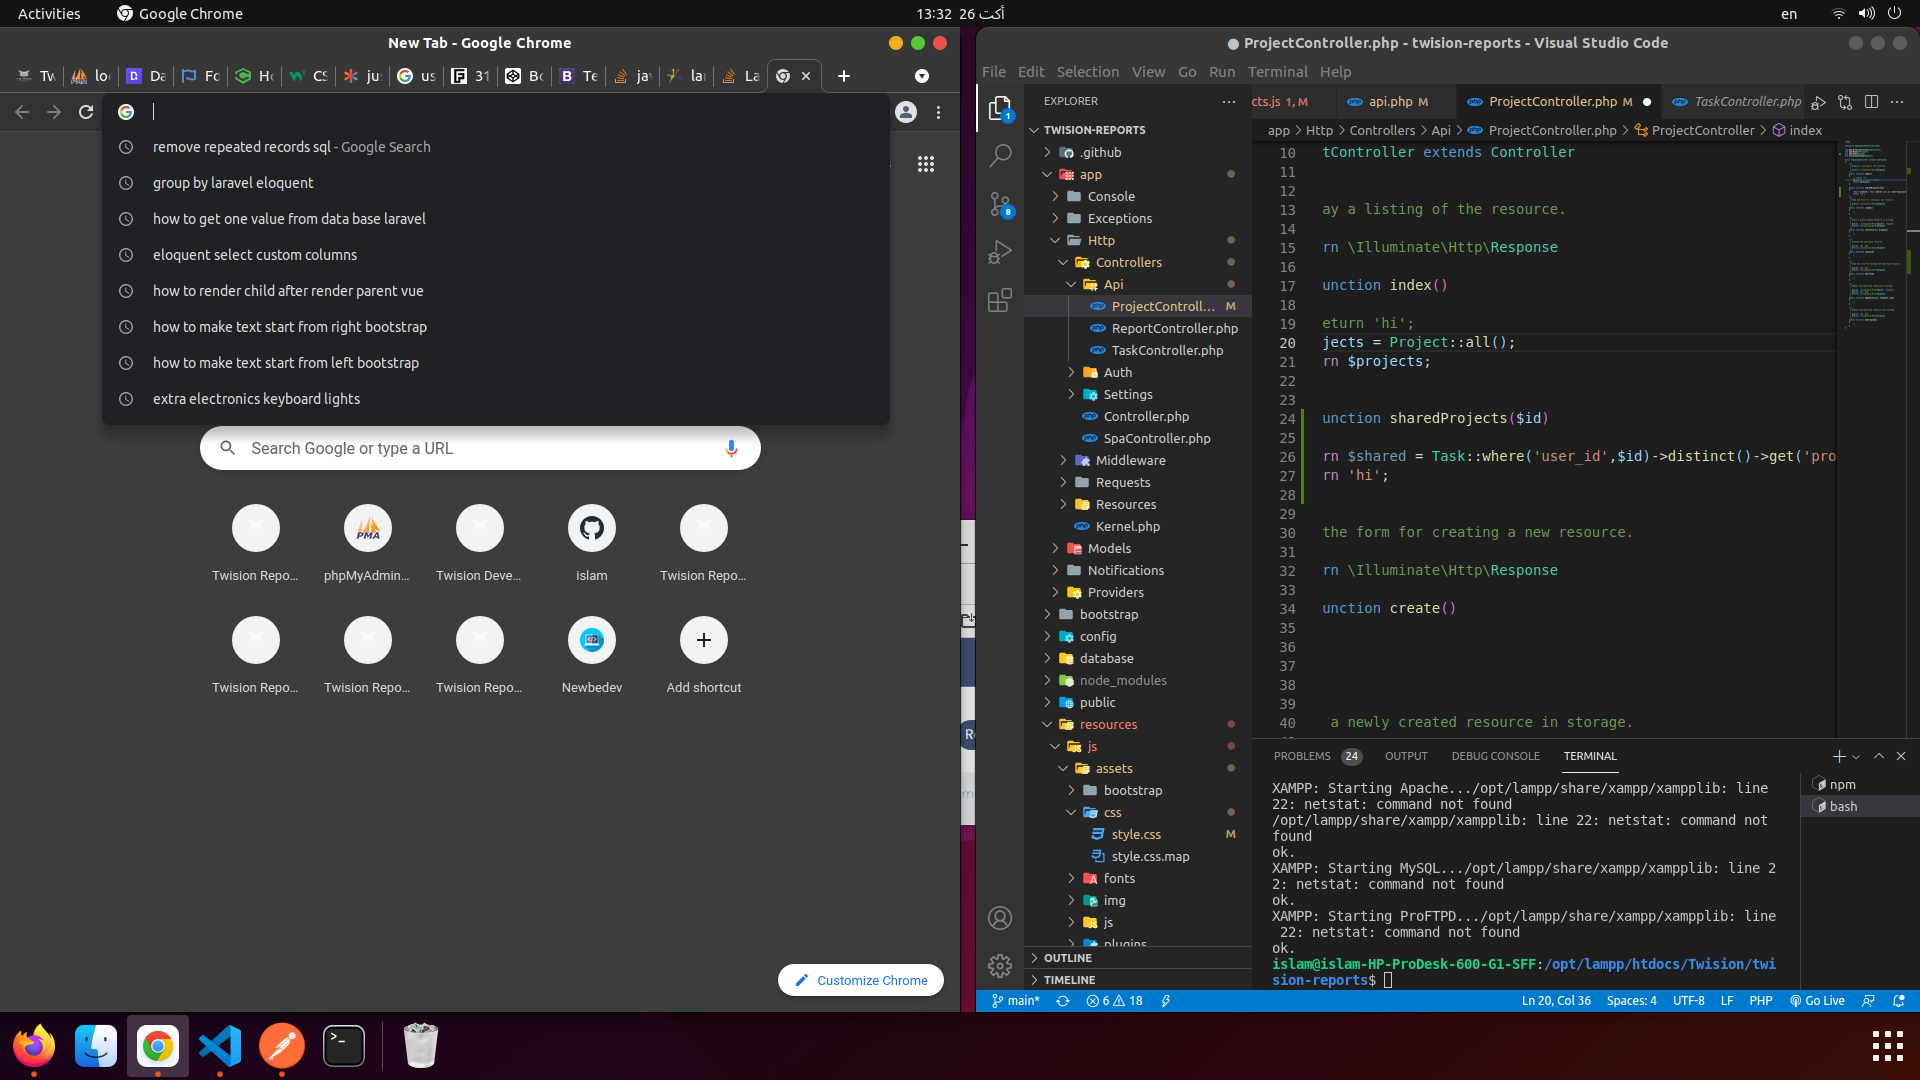 Activities
Google Chrome
26 أكت 13:32
en
New Tab - Google Chrome
Tw
loc
Da
Fo
Ho
CS
jus
us
31
Bo
Te
jav
lar
La
remove repeated records sql - Google Search
group by laravel eloquent
how to get one value from data base laravel
eloquent select custom columns
how to render child after render parent vue
how to make text start from right bootstrap
how to make text start from left bootstrap
extra electronics keyboard lights
Search Google or type a URL
PMA
Twision Repo...
phpMyAdmin...
Twision Deve...
islam
Twision Repo...
Twision Repo...
Twision Repo...
Twision Repo...
Newbedev
Add shortcut
Customize Chrome
● ProjectController.php - twision-reports - Visual Studio Code
File Edit Selection View Go Run Terminal Help
1
8
EXPLORER
TWISION-REPORTS
.github
app
Console
Exceptions
Http
Controllers
Api
ProjectControll... M
ReportController.php
TaskController.php
Auth
Settings
Controller.php
SpaController.php
Middleware
Requests
Resources
Kernel.php
Models
Notifications
Providers
bootstrap
config
database
node_modules
public
resources
js
assets
bootstrap
css
style.css M
style.css.map
fonts
img
js
plugins
OUTLINE
TIMELINE
cts.js 1, M
api.php M
ProjectController.php M
TaskController.php
app > Http > Controllers > Api > ProjectController.php > ProjectController > index
10 tController extends Controller
11
12
13 ay a listing of the resource.
14
15 rn \Illuminate\Http\Response
16
17 unction index()
18
19 eturn 'hi';
20 jects = Project::all();
21 rn $projects;
22
23
24 unction sharedProjects($id)
25
26 rn $shared = Task::where('user_id',$id)->distinct()->get('pro
27 rn 'hi';
28
29
30 the form for creating a new resource.
31
32 rn \Illuminate\Http\Response
33
34 unction create()
35
36
37
38
39
40 a newly created resource in storage.
PROBLEMS 24 OUTPUT DEBUG CONSOLE TERMINAL
XAMPP: Starting Apache.../opt/lampp/share/xampp/xampplib: line
22: netstat: command not found
/opt/lampp/share/xampp/xampplib: line 22: netstat: command not
found
ok.
XAMPP: Starting MySQL.../opt/lampp/share/xampp/xampplib: line 2
2: netstat: command not found
ok.
XAMPP: Starting ProFTPD.../opt/lampp/share/xampp/xampplib: line
22: netstat: command not found
ok.
islam@islam-HP-ProDesk-600-G1-SFF:/opt/lampp/htdocs/Twision/twi
sion-reports$
npm
bash
main* 6 18
Ln 20, Col 36 Spaces: 4 UTF-8 LF PHP Go Live